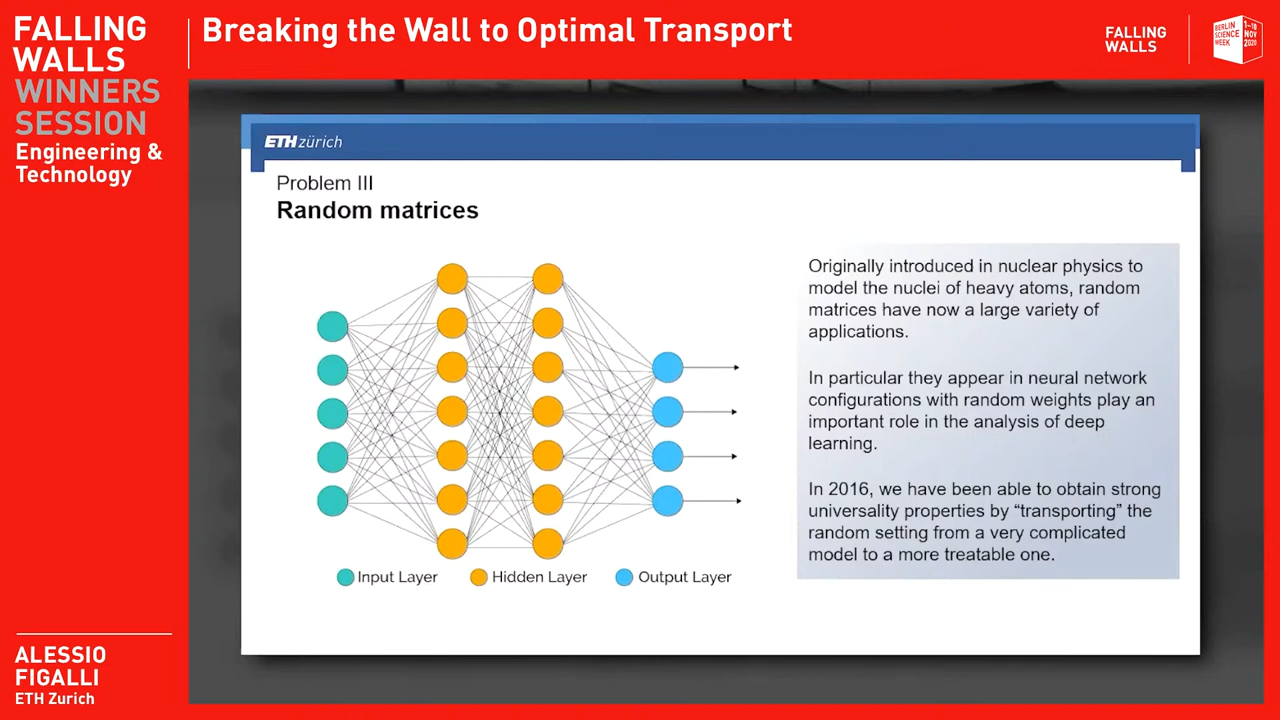 FALLING
WALLS
WINNERS
SESSION
Engineering &
Technology
Breaking the Wall to Optimal Transport
FALLING
WALLS
BERLIN
SCIENCE
WEEK
1–10
NOV
2020
ETH zürich
Problem III
Random matrices
Originally introduced in nuclear physics to
model the nuclei of heavy atoms, random
matrices have now a large variety of
applications.
In particular they appear in neural network
configurations with random weights play an
important role in the analysis of deep
learning.
In 2016, we have been able to obtain strong
universality properties by “transporting” the
random setting from a very complicated
model to a more treatable one.
Input Layer
Hidden Layer
Output Layer
ALESSIO
FIGALLI
ETH Zurich